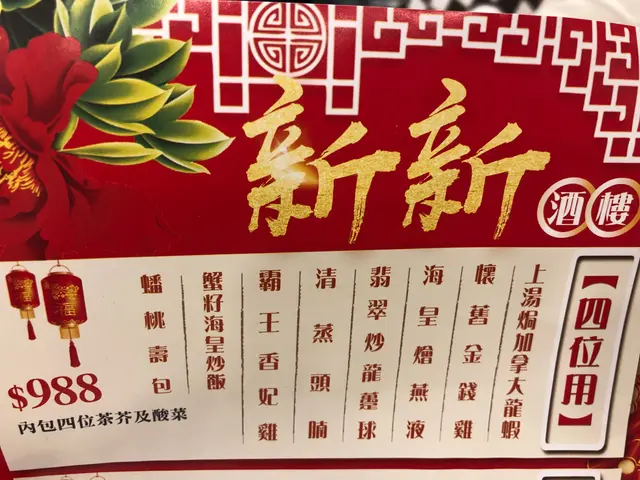 新新
酒樓
【四位用】
上湯焗加拿大龍蝦
懷舊金錢雞
海皇燴燕液
翡翠炒龍躉球
清蒸頭腩
霸王香妃雞
蟹籽海皇炒飯
蟠桃壽包
$988
內包四位茶芥及酸菜